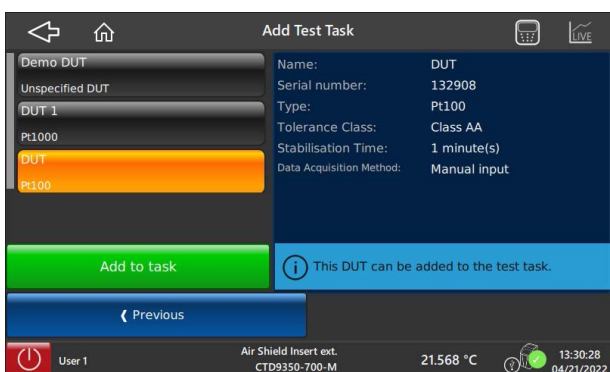 Add Test Task
LIVE
Demo DUT
Unspecified DUT
DUT 1
Pt1000
DUT
Pt100
Name: DUT
Serial number: 132908
Type: Pt100
Tolerance Class: Class AA
Stabilisation Time: 1 minute(s)
Data Acquisition Method: Manual input
Add to task
i This DUT can be added to the test task.
❬ Previous
User 1
Air Shield Insert ext.
CTD9350-700-M
21.568 °C
13:30:28
04/21/2022